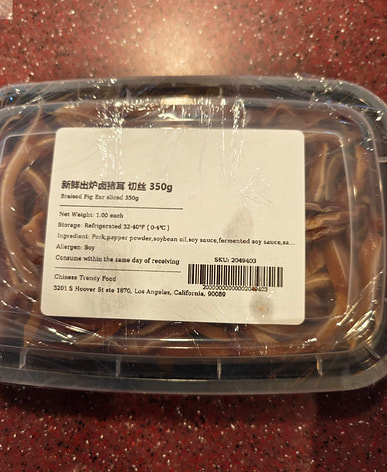 新鲜出炉卤猪耳 切丝 350g
Braised Pig Ear sliced 350g
Net Weight: 1.00 each
Storage: Refrigerated 32-40°F ( 0-4°C )
Ingredient: Pork,pepper powder,soybean oil,soy sauce,fermented soy sauce,sa...
Allergen: Soy
Consume within the same day of receiving
SKU: 2049403
Chinese Trendy Food
3201 S Hoover St ste 1870, Los Angeles, California, 90089